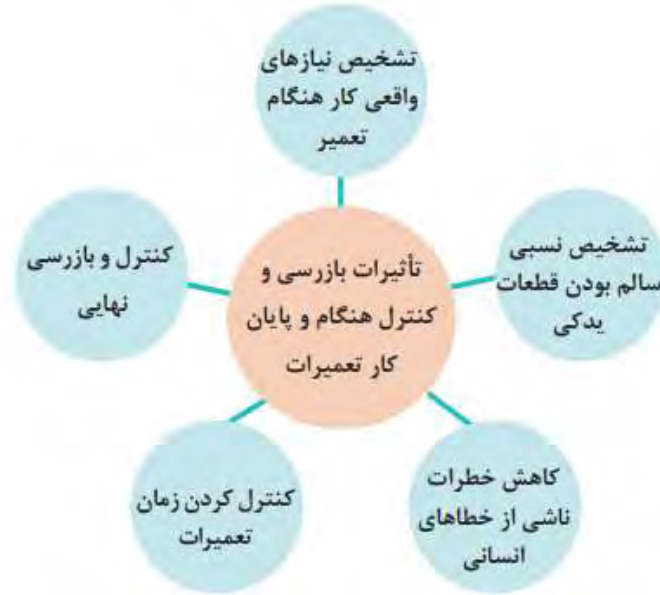 تشخیص نیازهای
واقعی کار هنگام
تعمیر
تشخیص نسبی
سالم بودن قطعات
یدکی
تأثیرات بازرسی و
کنترل هنگام و پایان
کار تعمیرات
کنترل و بازرسی
نهایی
کاهش خطرات
ناشی از خطاهای
انسانی
کنترل کردن زمان
تعمیرات